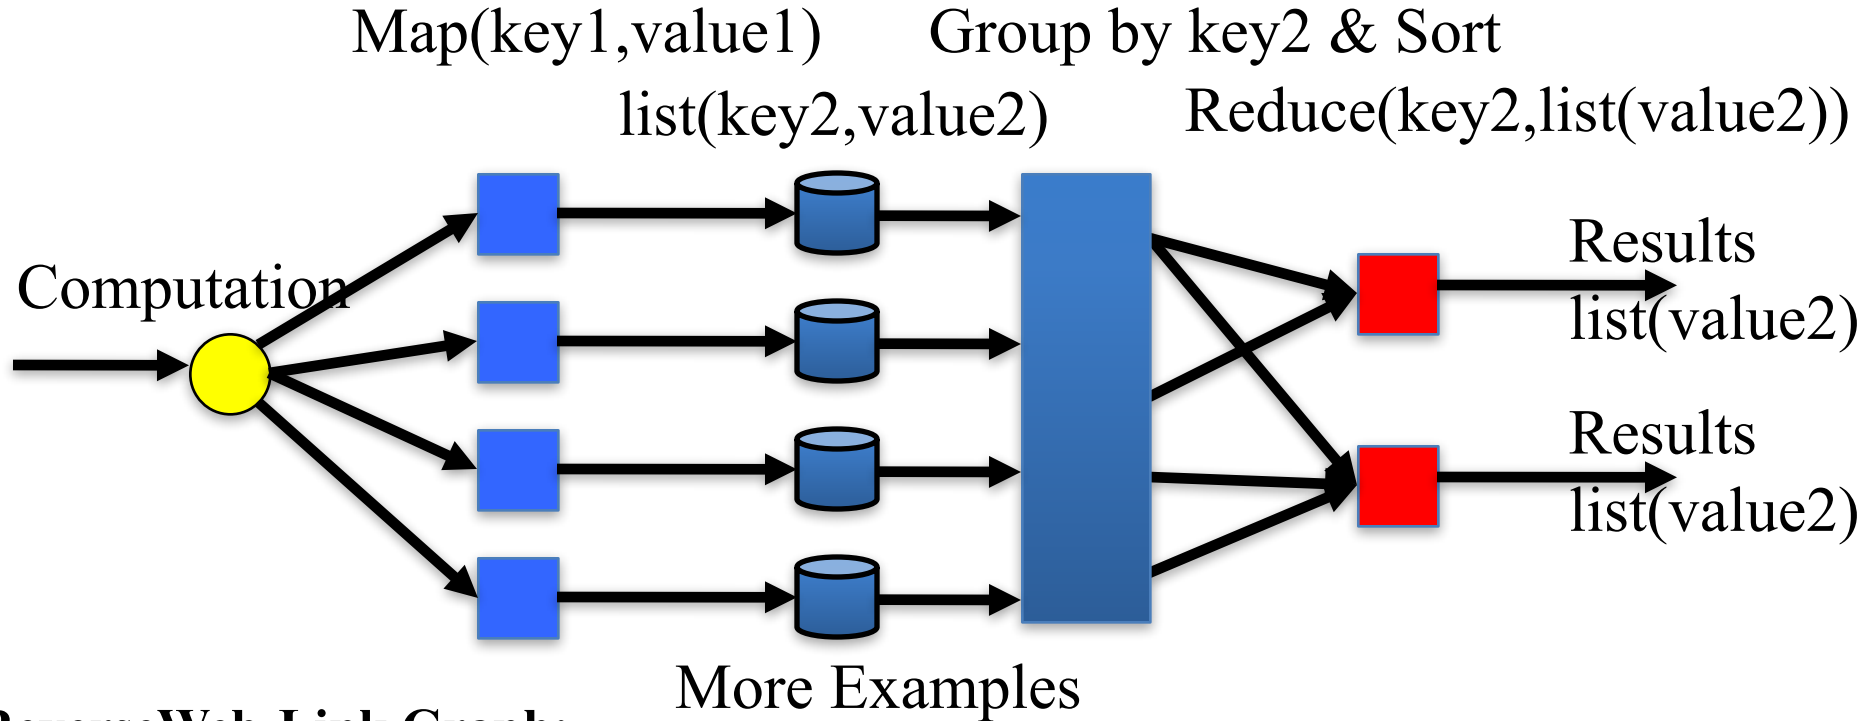 Map(key1,value1)
Group by key2 & Sort
list(key2,value2)
Reduce(key2,list(value2))
Computation
Results
list(value2)
Results
list(value2)
More Examples